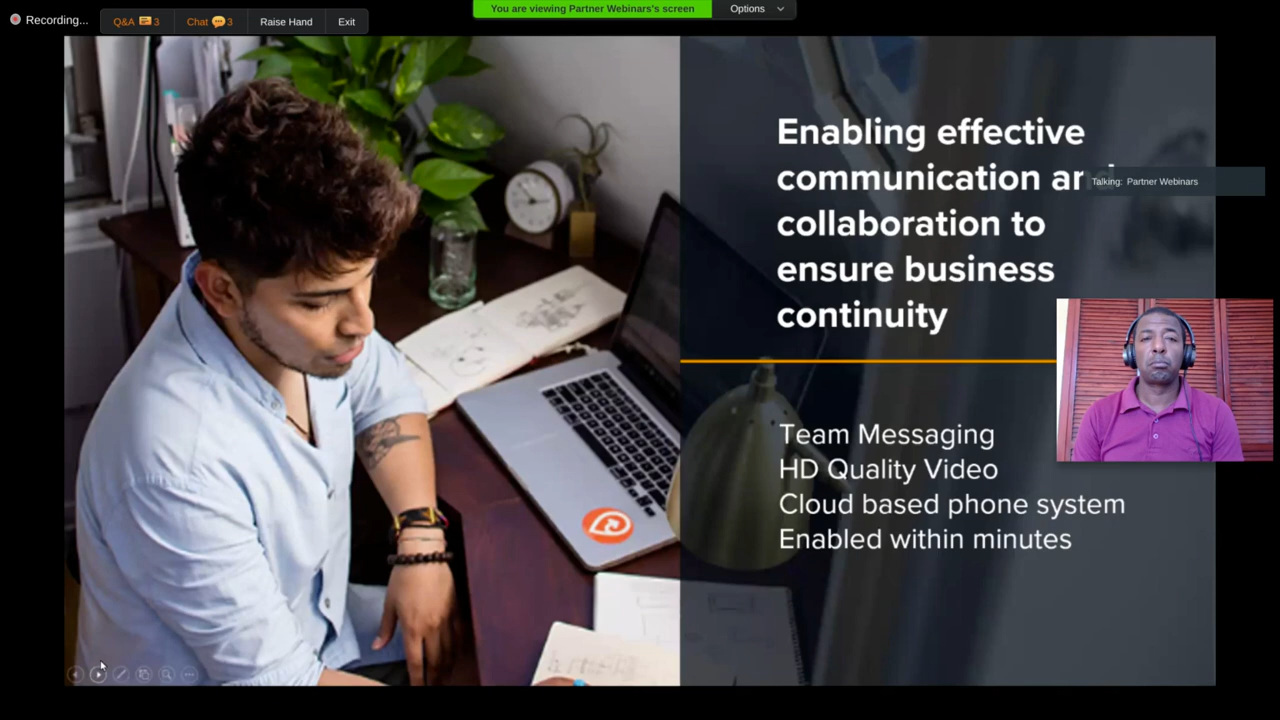 Recording...
Q&A 3
Chat 3
Raise Hand
Exit
You are viewing Partner Webinars's screen
Options
Enabling effective
communication and
Talking: Partner Webinars
collaboration to
ensure business
continuity
Team Messaging
HD Quality Video
Cloud based phone system
Enabled within minutes